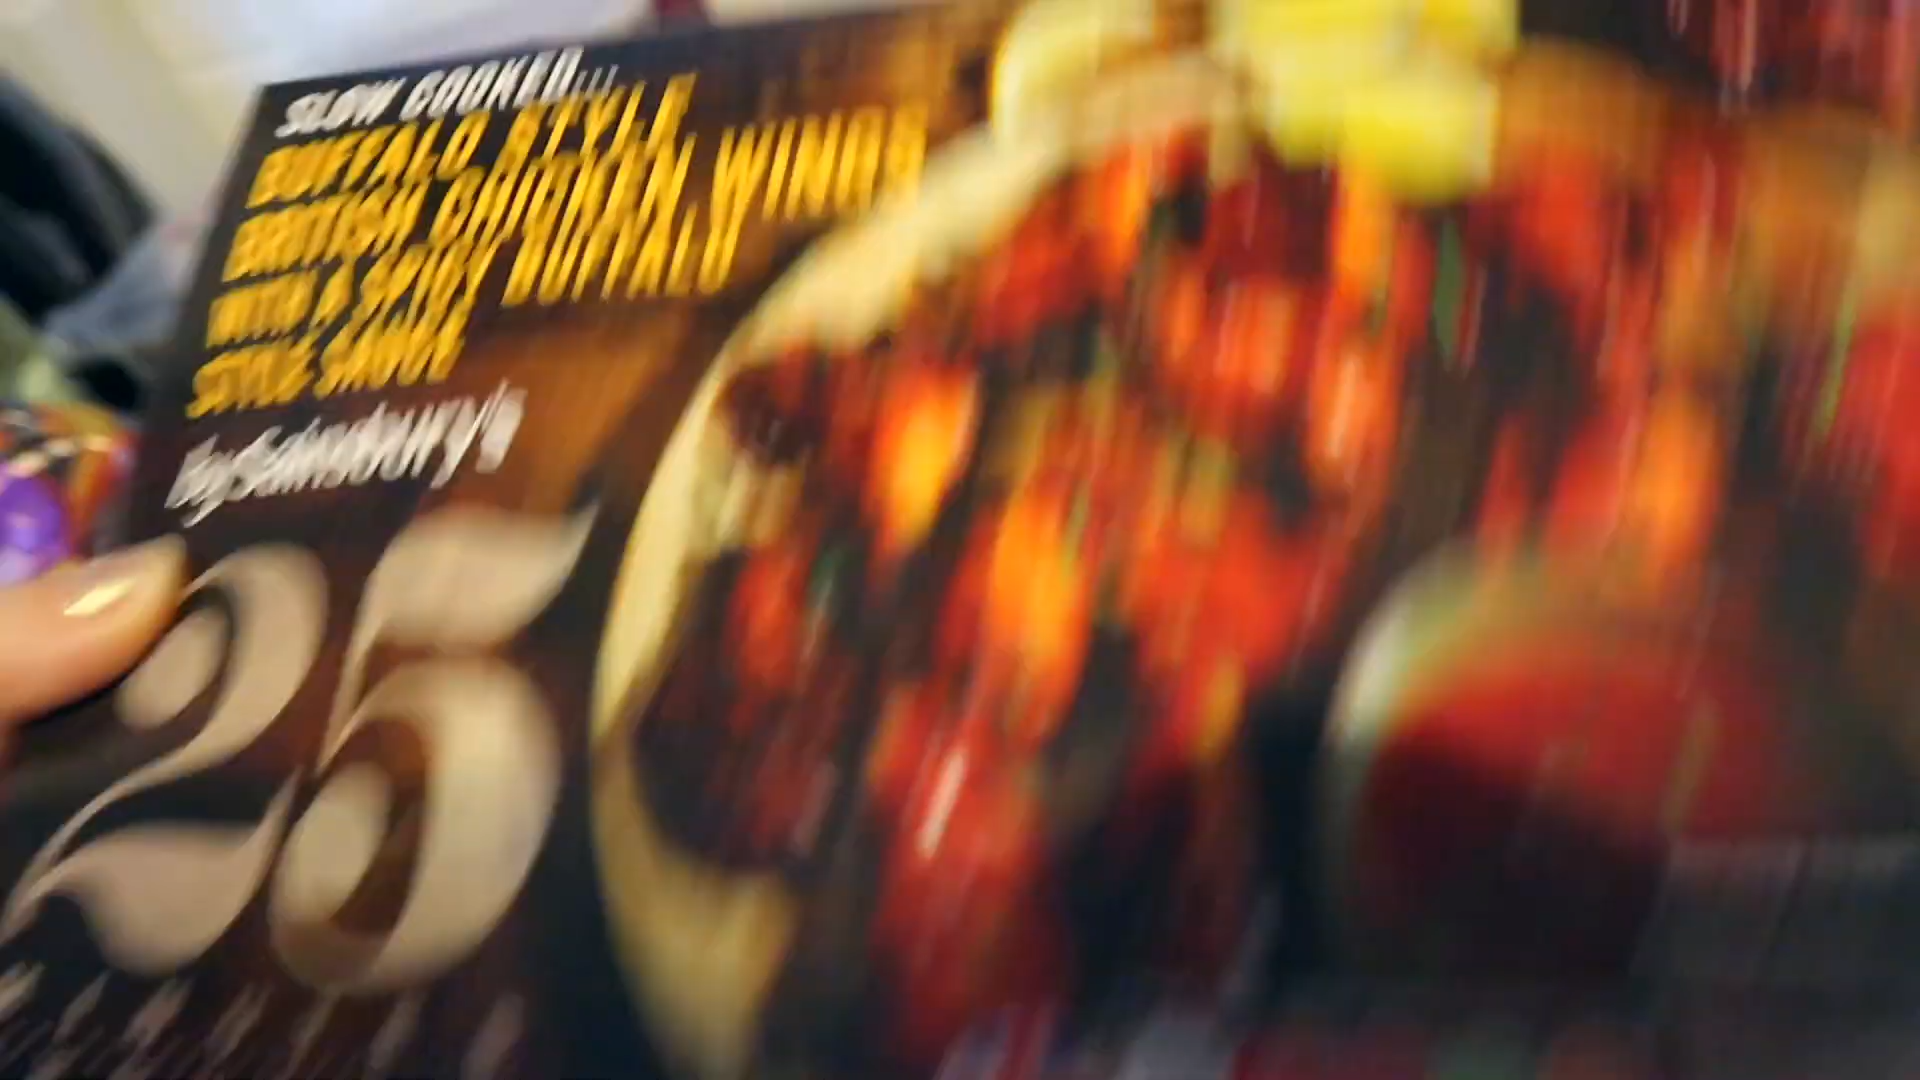 SLOW COOKED...
BUFFALO STYLE
BRITISH CHICKEN WINGS
WITH A SPICY BUFFALO
STYLE SAUCE
by Sainsbury's
25